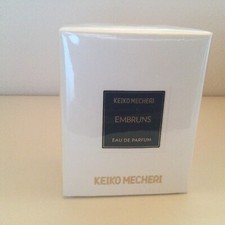 KEIKO MECHERI
EMBRUNS
EAU DE PARFUM
KEIKO MECHERI